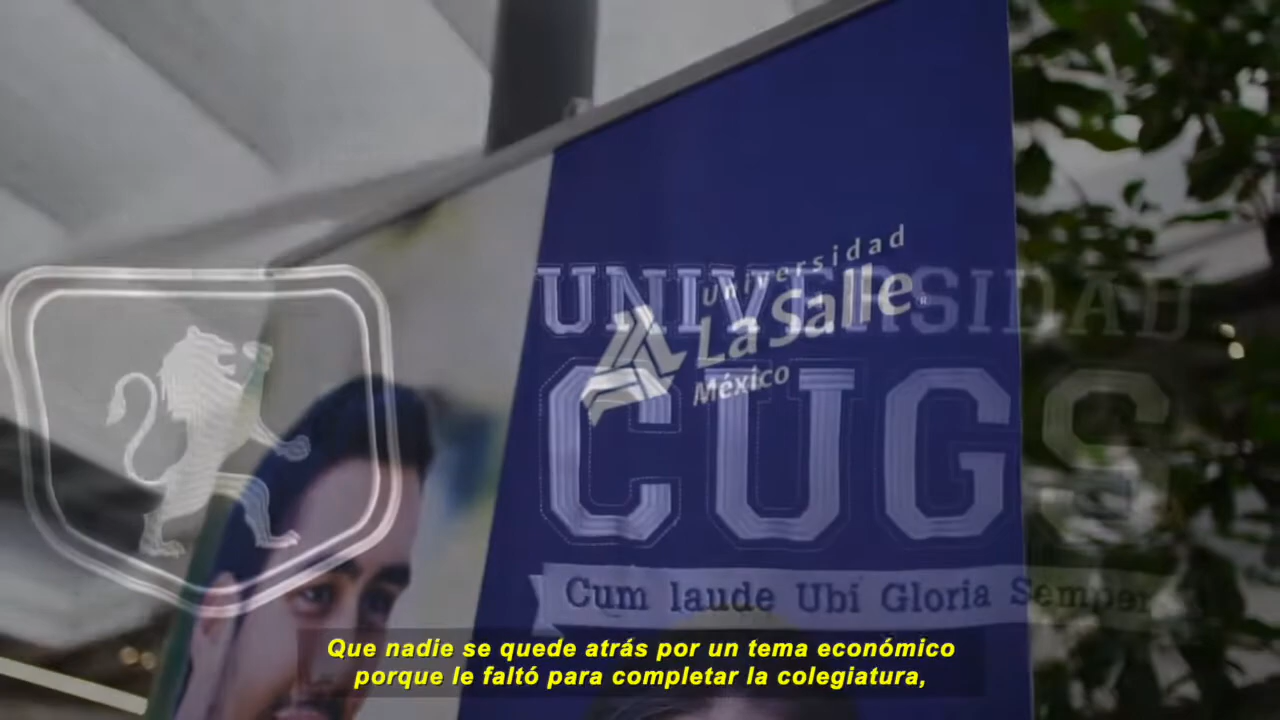 Universidad
La Salle
México
UNIVERSIDAD
CUGS
Cum laude Ubí Gloria Semper
Que nadie se quede atrás por un tema económico
porque le faltó para completar la colegiatura,